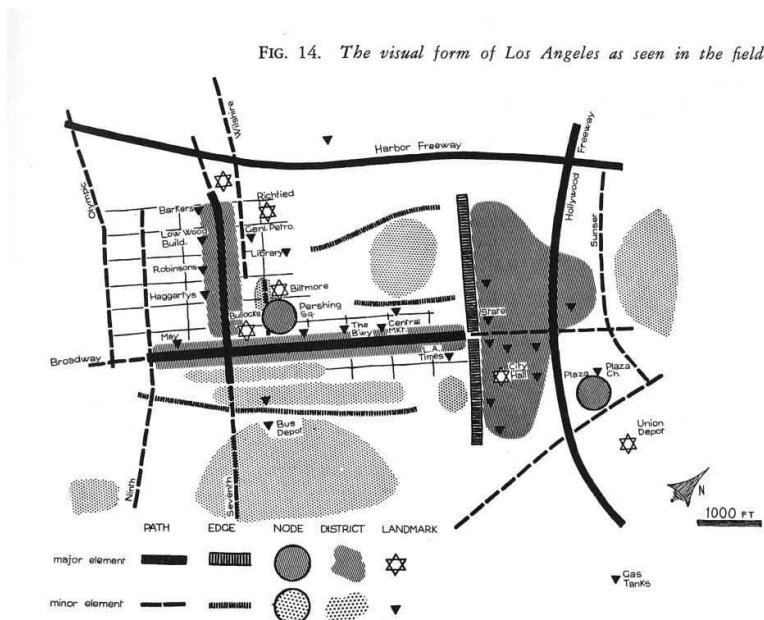 FIG. 14. The visual form of Los Angeles as seen in the field
Wilshire
Freeway
Harbor Freeway
Olympic
Hollywood
Sunset
Richfield
Barkers
Low Wood
Build.
Genl. Petro.
Library
Robinsons
Haggartys
Biltmore
Pershing
Sq.
Bullocks
State
The
B'wy
Central
Mkt.
May
Broadway
L.A.
Times
City
Hall
Plaza
Plaza
Ch.
Bus
Depot
Union
Depot
Ninth
Seventh
N
1000 FT
PATH EDGE NODE DISTRICT LANDMARK
major element
minor element
Gas
Tanks